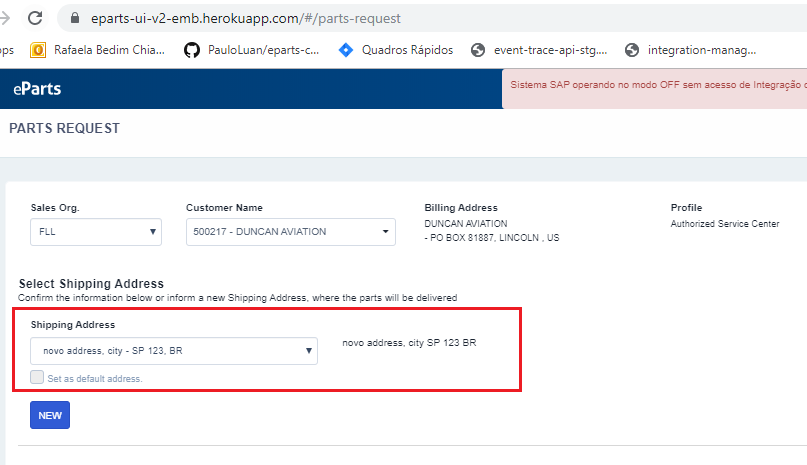 eparts-ui-v2-emb.herokuapp.com/#/parts-request
ops Rafaela Bedim Chia... PauloLuan/eparts-c... Quadros Rápidos event-trace-api-stg.... integration-manag...
eParts
Sistema SAP operando no modo OFF sem acesso de Integração
PARTS REQUEST
Sales Org. Customer Name Billing Address Profile
FLL 500217 - DUNCAN AVIATION DUNCAN AVIATION Authorized Service Center
- PO BOX 81887, LINCOLN , US
Select Shipping Address
Confirm the information below or inform a new Shipping Address, where the parts will be delivered
Shipping Address
novo address, city - SP 123, BR novo address, city SP 123 BR
Set as default address.
NEW